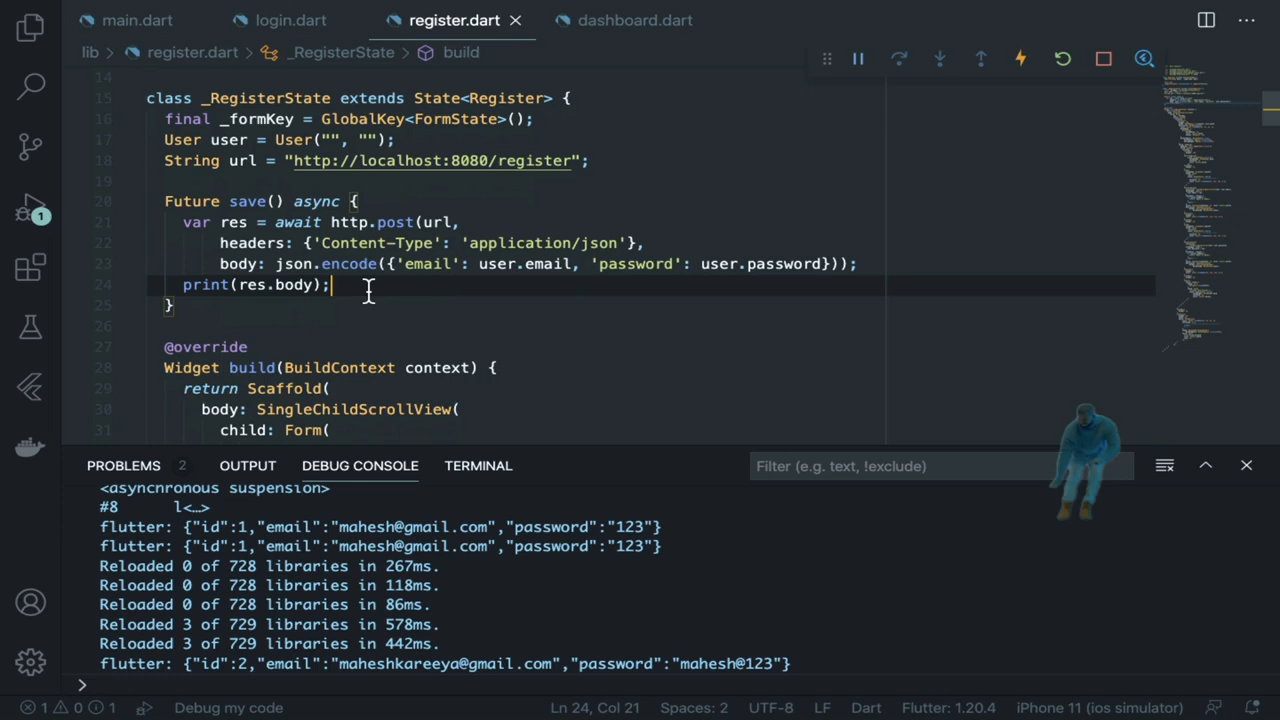 main.dart
login.dart
register.dart
dashboard.dart
lib > register.dart > _RegisterState > build
14
15 class _RegisterState extends State<Register> {
16 final _formKey = GlobalKey<FormState>();
17 User user = User("", "");
18 String url = "http://localhost:8080/register";
19
20 Future save() async {
21 var res = await http.post(url,
22 headers: {'Content-Type': 'application/json'},
23 body: json.encode({'email': user.email, 'password': user.password}));
24 print(res.body);
25 }
26
27 @override
28 Widget build(BuildContext context) {
29 return Scaffold(
30 body: SingleChildScrollView(
31 child: Form(
1
PROBLEMS 2 OUTPUT DEBUG CONSOLE TERMINAL
Filter (e.g. text, !exclude)
<asynchronous suspension>
#8 l<…>
flutter: {"id":1,"email":"mahesh@gmail.com","password":"123"}
flutter: {"id":1,"email":"mahesh@gmail.com","password":"123"}
Reloaded 0 of 728 libraries in 267ms.
Reloaded 0 of 728 libraries in 118ms.
Reloaded 0 of 728 libraries in 86ms.
Reloaded 3 of 729 libraries in 578ms.
Reloaded 3 of 729 libraries in 442ms.
flutter: {"id":2,"email":"maheshkareeya@gmail.com","password":"mahesh@123"}
>
1 0 1 Debug my code Ln 24, Col 21 Spaces: 2 UTF-8 LF Dart Flutter: 1.20.4 iPhone 11 (ios simulator)